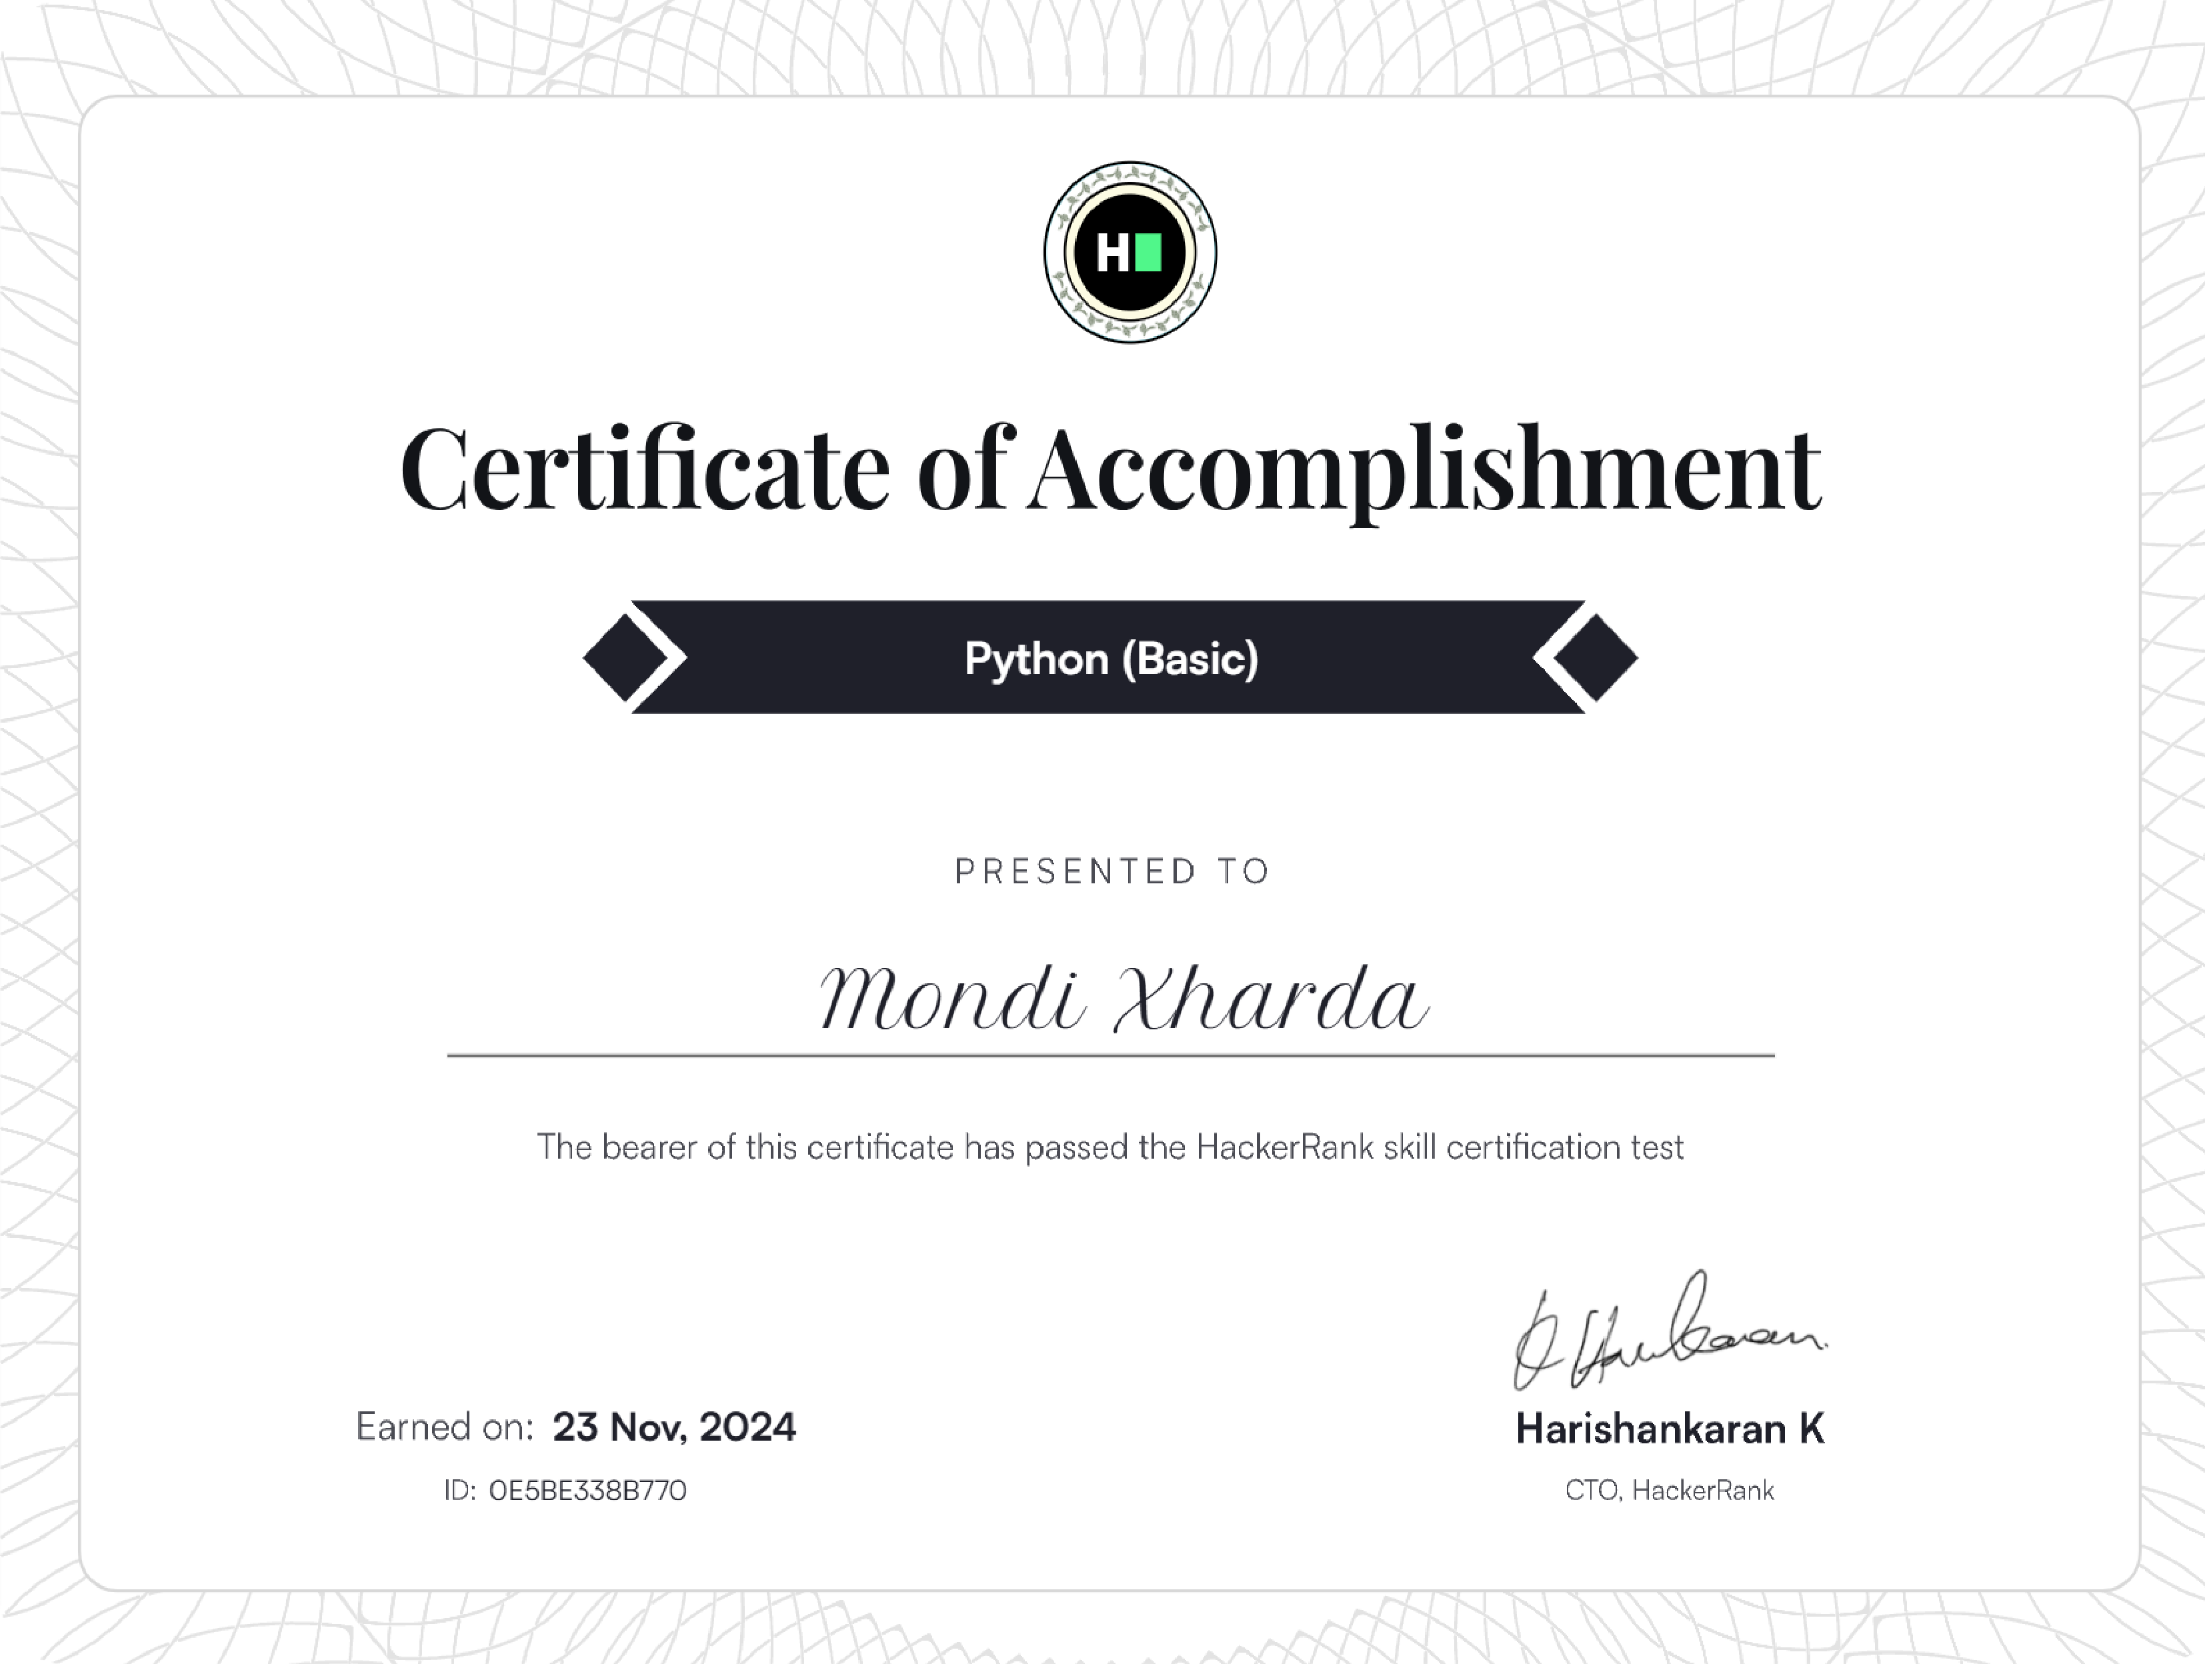 H
Certificate of Accomplishment
Python (Basic)
PRESENTED TO
Mondi Xharda
The bearer of this certificate has passed the HackerRank skill certification test
Earned on: 23 Nov, 2024
ID: 0E5BE338B770
Harishankaran K
CTO, HackerRank